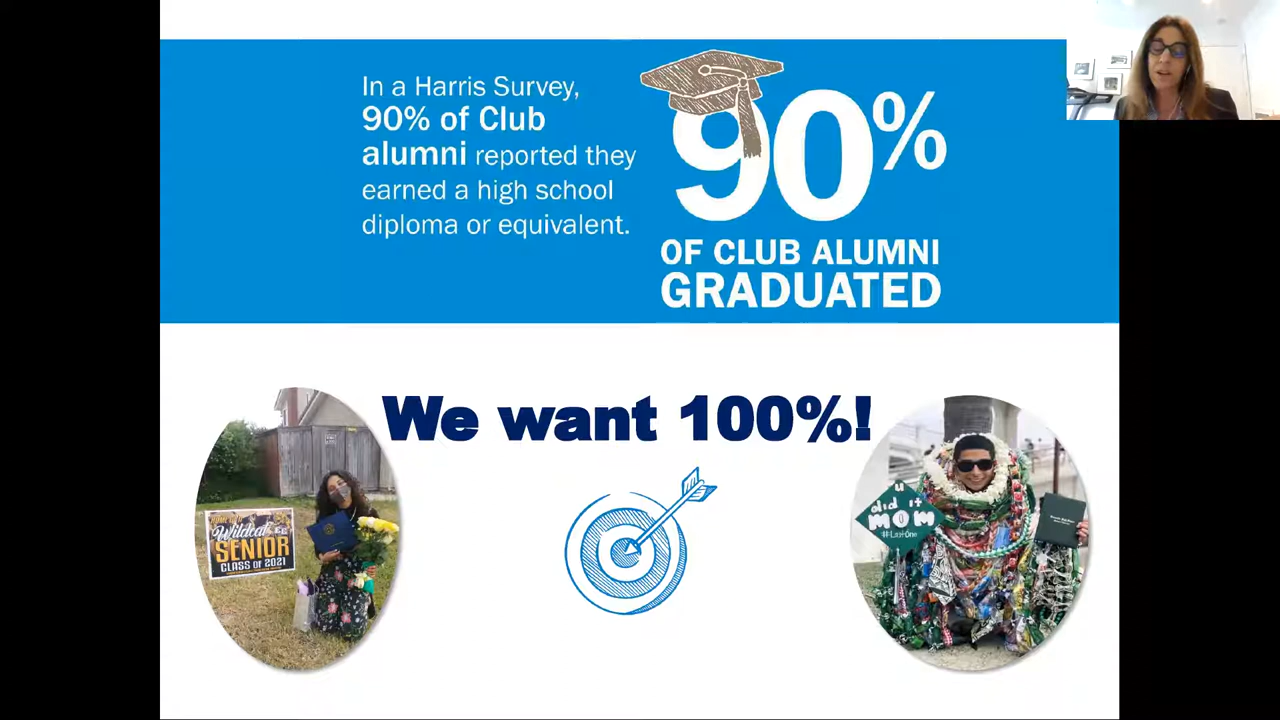 In a Harris Survey,
90% of Club
alumni reported they
earned a high school
diploma or equivalent.
90%
OF CLUB ALUMNI
GRADUATED
We want 100%!
Wildcat
SENIOR
CLASS OF 2021
u
did it
MOM
#LastOne